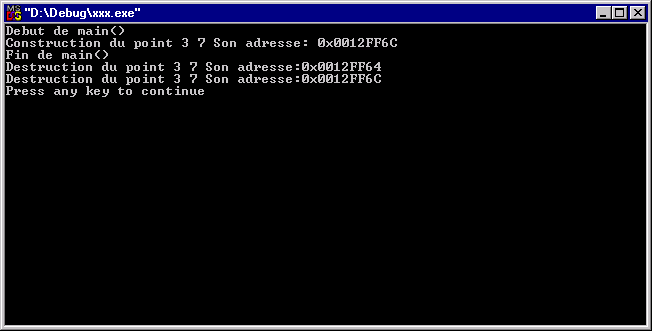 "D:\Debug\xxx.exe"
Debut de main()
Construction du point 3 7 Son adresse: 0x0012FF6C
Fin de main()
Destruction du point 3 7 Son adresse:0x0012FF64
Destruction du point 3 7 Son adresse:0x0012FF6C
Press any key to continue